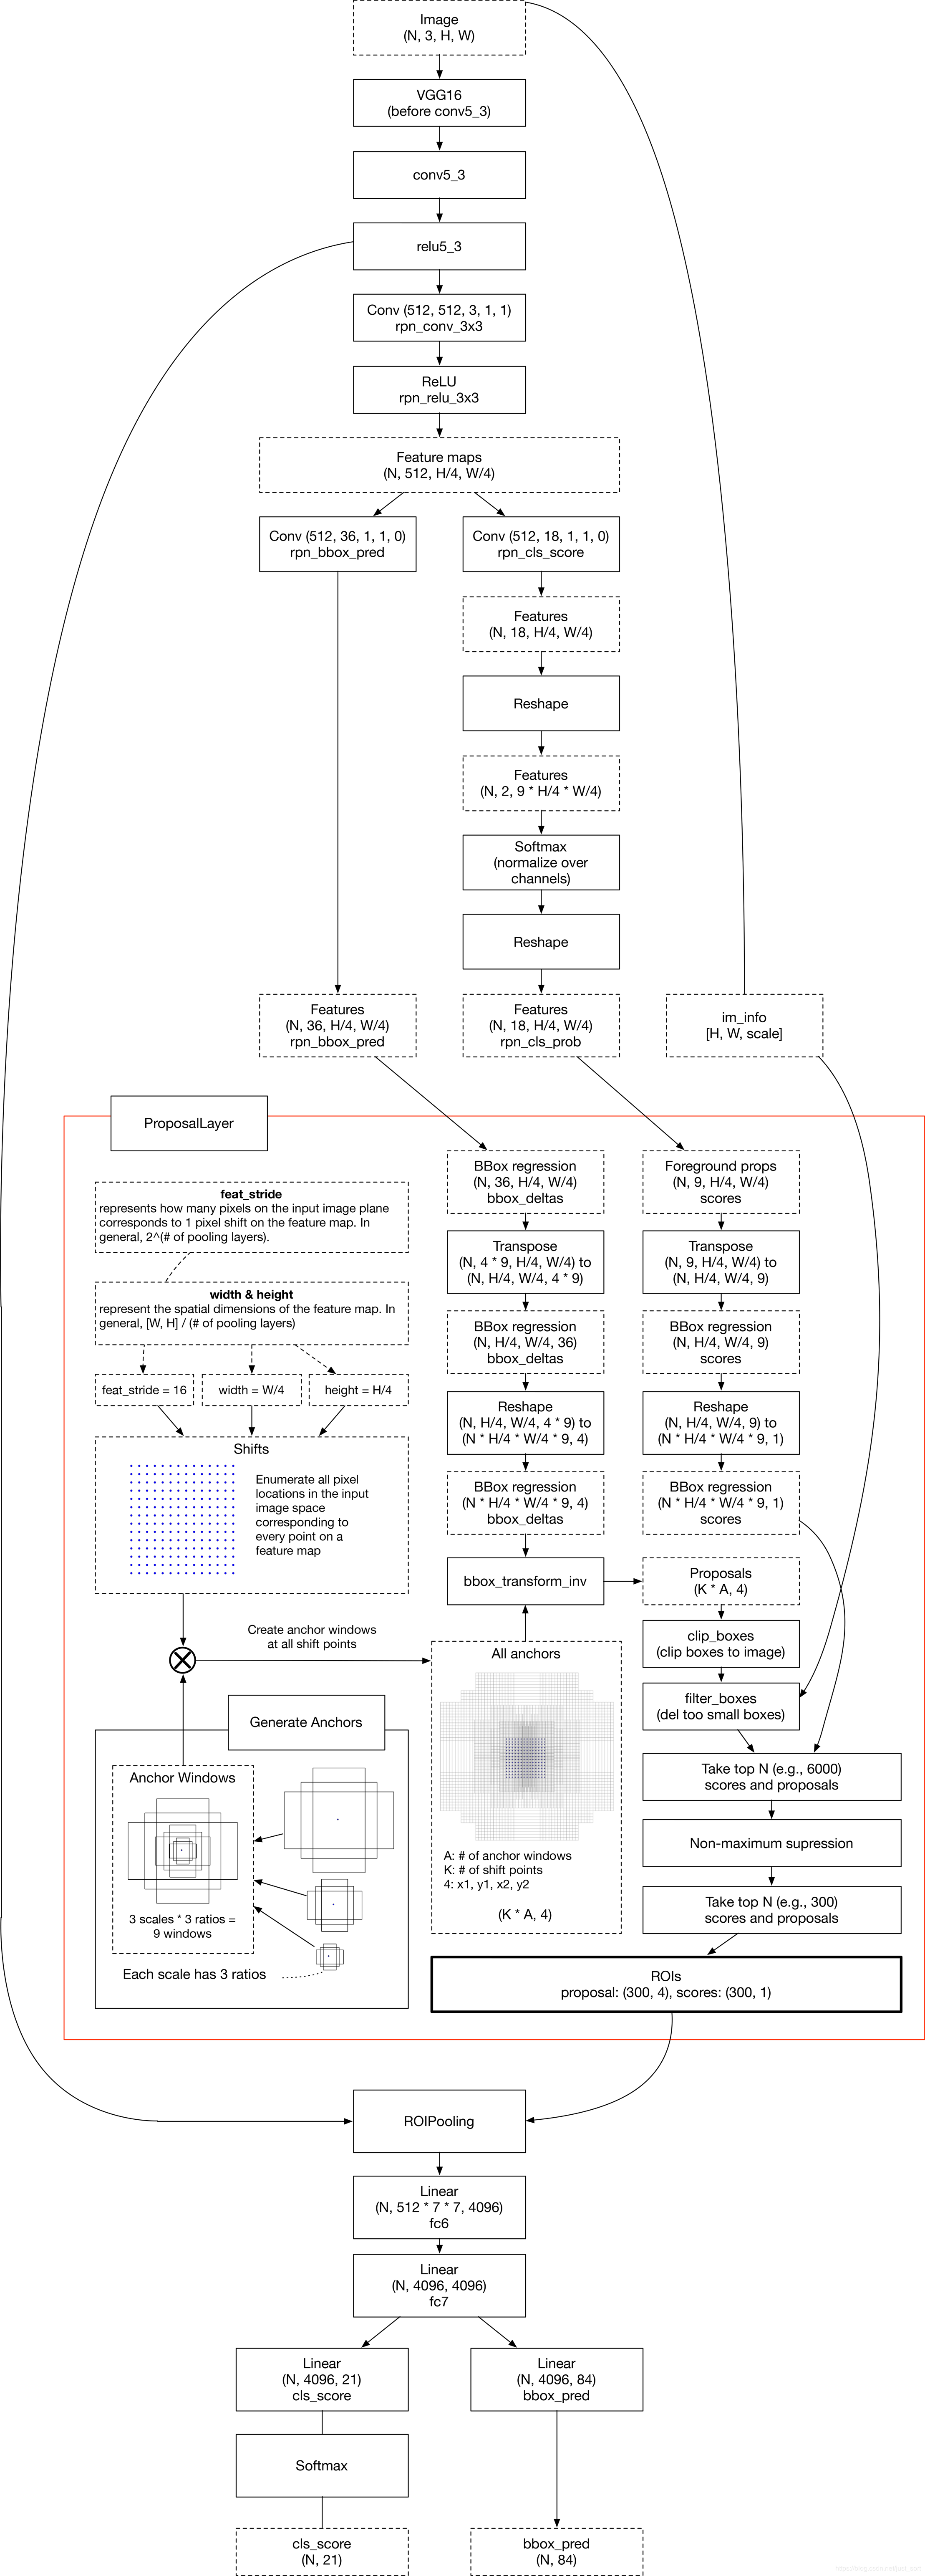 Image
(N, 3, H, W)
VGG16
(before conv5_3)
conv5_3
relu5_3
Conv (512, 512, 3, 1, 1)
rpn_conv_3x3
ReLU
rpn_relu_3x3
Feature maps
(N, 512, H/4, W/4)
Conv (512, 36, 1, 1, 0)
rpn_bbox_pred
Conv (512, 18, 1, 1, 0)
rpn_cls_score
Features
(N, 18, H/4, W/4)
Reshape
Features
(N, 2, 9 * H/4 * W/4)
Softmax
(normalize over
channels)
Reshape
Features
(N, 36, H/4, W/4)
rpn_bbox_pred
Features
(N, 18, H/4, W/4)
rpn_cls_prob
im_info
[H, W, scale]
ProposalLayer
feat_stride
represents how many pixels on the input image plane
corresponds to 1 pixel shift on the feature map. In
general, 2^(# of pooling layers).
width & height
represent the spatial dimensions of the feature map. In
general, [W, H] / (# of pooling layers)
feat_stride = 16
width = W/4
height = H/4
Shifts
Enumerate all pixel
locations in the input
image space
corresponding to
every point on a
feature map
Create anchor windows
at all shift points
Generate Anchors
Anchor Windows
3 scales * 3 ratios =
9 windows
Each scale has 3 ratios
BBox regression
(N, 36, H/4, W/4)
bbox_deltas
Transpose
(N, 4 * 9, H/4, W/4) to
(N, H/4, W/4, 4 * 9)
BBox regression
(N, H/4, W/4, 36)
bbox_deltas
Reshape
(N, H/4, W/4, 4 * 9) to
(N * H/4 * W/4 * 9, 4)
BBox regression
(N * H/4 * W/4 * 9, 4)
bbox_deltas
bbox_transform_inv
All anchors
A: # of anchor windows
K: # of shift points
4: x1, y1, x2, y2
(K * A, 4)
Foreground props
(N, 9, H/4, W/4)
scores
Transpose
(N, 9, H/4, W/4) to
(N, H/4, W/4, 9)
BBox regression
(N, H/4, W/4, 9)
scores
Reshape
(N, H/4, W/4, 9) to
(N * H/4 * W/4 * 9, 1)
BBox regression
(N * H/4 * W/4 * 9, 1)
scores
Proposals
(K * A, 4)
clip_boxes
(clip boxes to image)
filter_boxes
(del too small boxes)
Take top N (e.g., 6000)
scores and proposals
Non-maximum supression
Take top N (e.g., 300)
scores and proposals
ROIs
proposal: (300, 4), scores: (300, 1)
ROIPooling
Linear
(N, 512 * 7 * 7, 4096)
fc6
Linear
(N, 4096, 4096)
fc7
Linear
(N, 4096, 21)
cls_score
Linear
(N, 4096, 84)
bbox_pred
Softmax
cls_score
(N, 21)
bbox_pred
(N, 84)